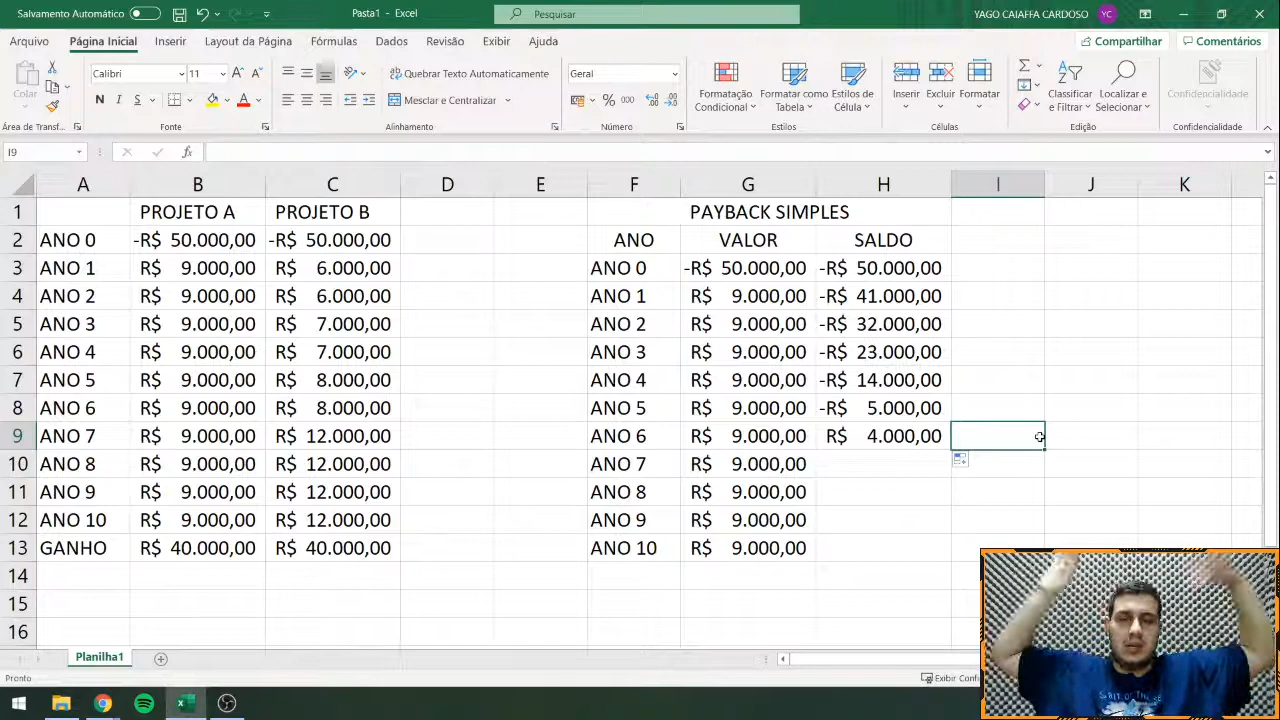 Salvamento Automático
Pasta1 - Excel
Pesquisar
YAGO CAIAFFA CARDOSO YC
Arquivo Página Inicial Inserir Layout da Página Fórmulas Dados Revisão Exibir Ajuda
Compartilhar Comentários
Colar
Calibri 11
N I S
Quebrar Texto Automaticamente
Mesclar e Centralizar
Geral
% 000
Formatação Condicional
Formatar como Tabela
Estilos de Célula
Inserir Excluir Formatar
Classificar e Filtrar
Localizar e Selecionar
Confidencialidade
Área de Transf... Fonte Alinhamento Número Estilos Células Edição Confidencialidade
I9 fx
A B C D E F G H I J K
1 PROJETO A PROJETO B PAYBACK SIMPLES
2 ANO 0 -R$ 50.000,00 -R$ 50.000,00 ANO VALOR SALDO
3 ANO 1 R$ 9.000,00 R$ 6.000,00 ANO 0 -R$ 50.000,00 -R$ 50.000,00
4 ANO 2 R$ 9.000,00 R$ 6.000,00 ANO 1 R$ 9.000,00 -R$ 41.000,00
5 ANO 3 R$ 9.000,00 R$ 7.000,00 ANO 2 R$ 9.000,00 -R$ 32.000,00
6 ANO 4 R$ 9.000,00 R$ 7.000,00 ANO 3 R$ 9.000,00 -R$ 23.000,00
7 ANO 5 R$ 9.000,00 R$ 8.000,00 ANO 4 R$ 9.000,00 -R$ 14.000,00
8 ANO 6 R$ 9.000,00 R$ 8.000,00 ANO 5 R$ 9.000,00 -R$ 5.000,00
9 ANO 7 R$ 9.000,00 R$ 12.000,00 ANO 6 R$ 9.000,00 R$ 4.000,00
10 ANO 8 R$ 9.000,00 R$ 12.000,00 ANO 7 R$ 9.000,00
11 ANO 9 R$ 9.000,00 R$ 12.000,00 ANO 8 R$ 9.000,00
12 ANO 10 R$ 9.000,00 R$ 12.000,00 ANO 9 R$ 9.000,00
13 GANHO R$ 40.000,00 R$ 40.000,00 ANO 10 R$ 9.000,00
14
15
16
Planilha1
Pronto
Exibir